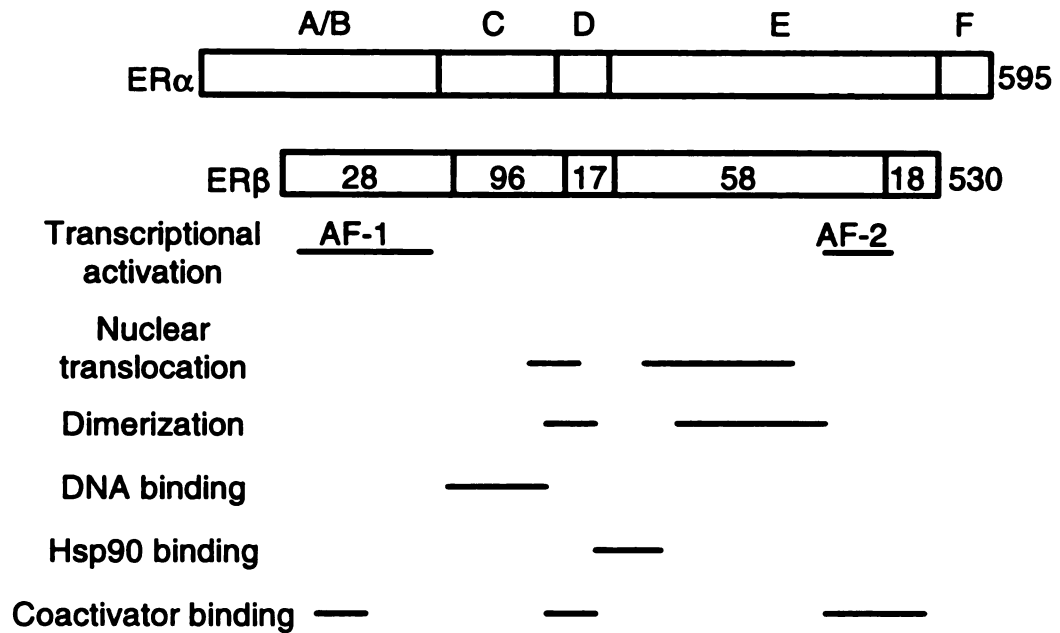 A/B C D E F
ERα 595
ERβ 28 96 17 58 18 530
Transcriptional
activation
AF-1 AF-2
Nuclear
translocation
Dimerization
DNA binding
Hsp90 binding
Coactivator binding